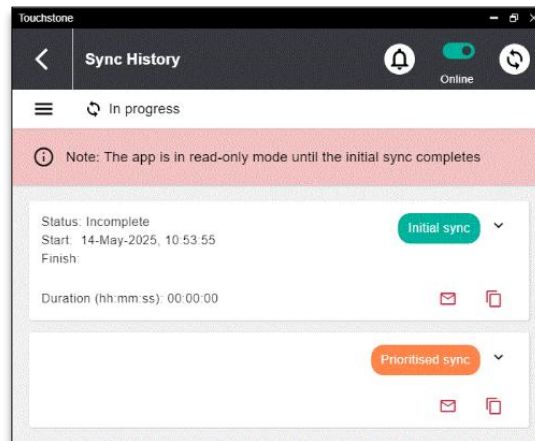 Touchstone
Sync History
Online
In progress
Note: The app is in read-only mode until the initial sync completes
Status: Incomplete
Initial sync
Start: 14-May-2025, 10:53:55
Finish:
Duration (hh:mm:ss): 00:00:00
Prioritised sync